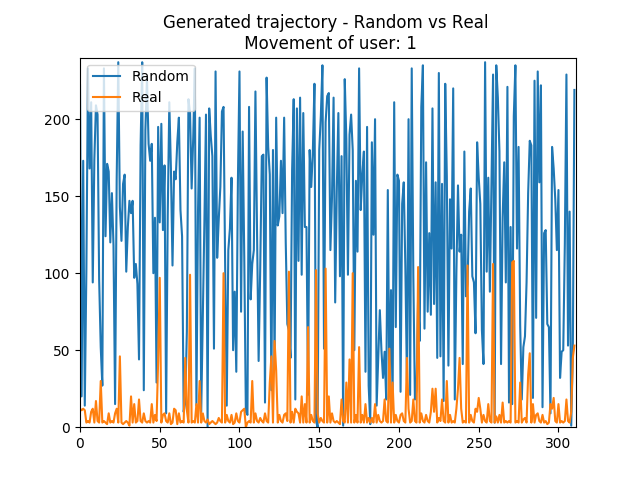 Generated trajectory - Random vs Real
Movement of user: 1
Random
Real
200
150
100
50
0
0 50 100 150 200 250 300